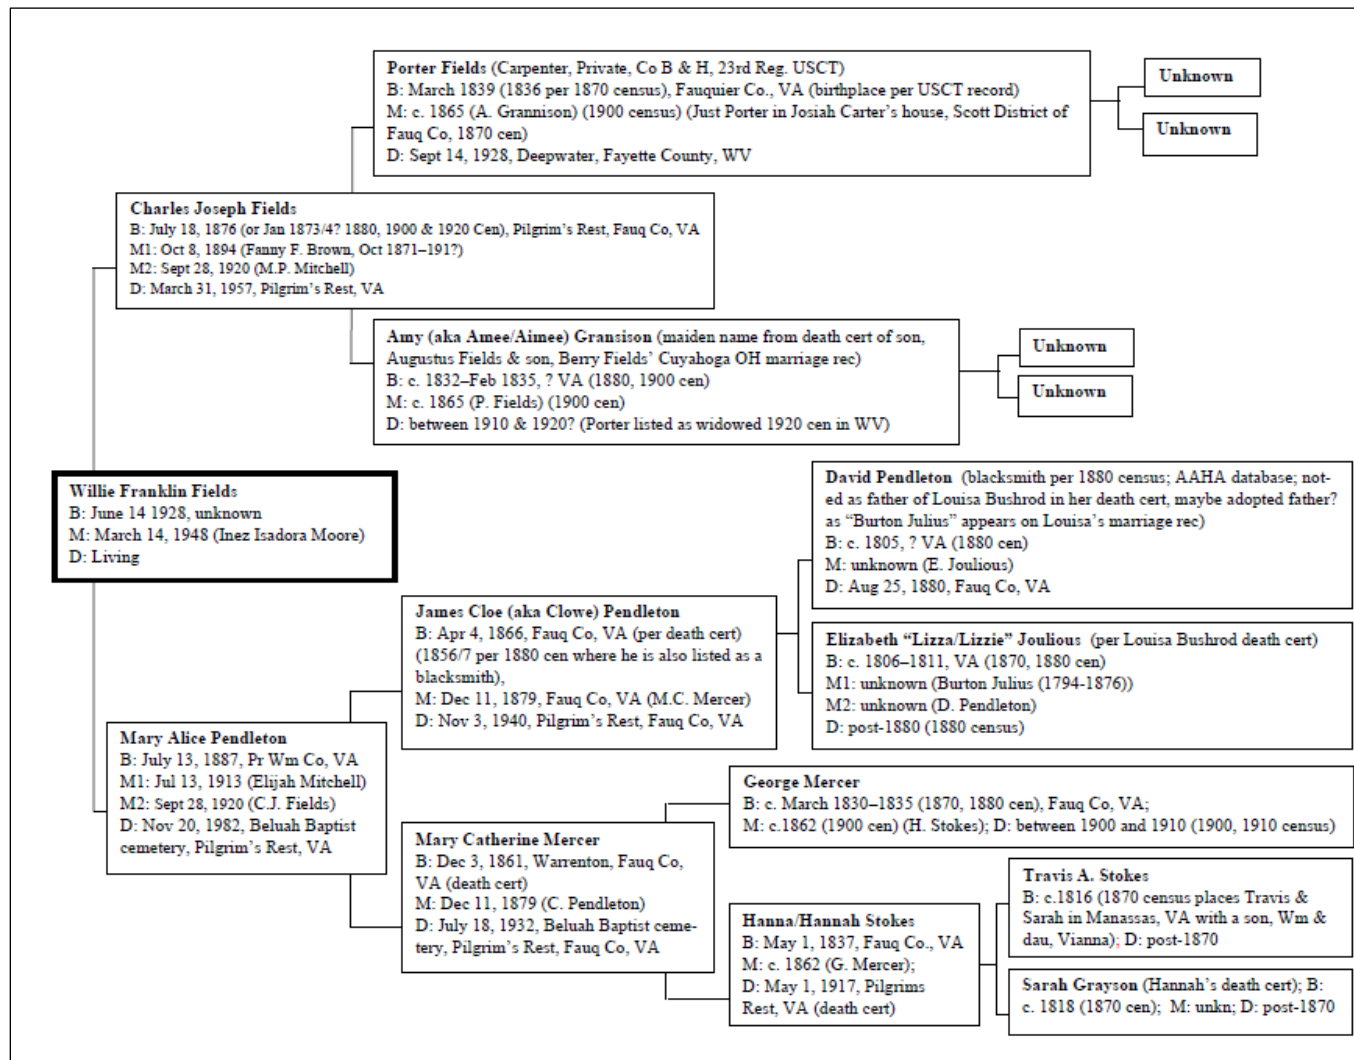 Porter Fields (Carpenter, Private, Co B & H, 23rd Reg. USCT)
B: March 1839 (1836 per 1870 census), Fauquier Co., VA (birthplace per USCT record)
M: c. 1865 (A. Grannison) (1900 census) (Just Porter in Josiah Carter's house, Scott District of
Fauq Co, 1870 cen)
D: Sept 14, 1928, Deepwater, Fayette County, WV
Unknown
Unknown
Charles Joseph Fields
B: July 18, 1876 (or Jan 1873/4? 1880, 1900 & 1920 Cen), Pilgrim's Rest, Fauq Co, VA
M1: Oct 8, 1894 (Fanny F. Brown, Oct 1871–191?)
M2: Sept 28, 1920 (M.P. Mitchell)
D: March 31, 1957, Pilgrim's Rest, VA
Amy (aka Amee/Aimee) Gransison (maiden name from death cert of son,
Augustus Fields & son, Berry Fields' Cuyahoga OH marriage rec)
B: c. 1832–Feb 1835, ? VA (1880, 1900 cen)
M: c. 1865 (P. Fields) (1900 cen)
D: between 1910 & 1920? (Porter listed as widowed 1920 cen in WV)
Unknown
Unknown
Willie Franklin Fields
B: June 14 1928, unknown
M: March 14, 1948 (Inez Isadora Moore)
D: Living
David Pendleton (blacksmith per 1880 census; AAHA database; not-
ed as father of Louisa Bushrod in her death cert, maybe adopted father?
as "Burton Julius" appears on Louisa's marriage rec)
B: c. 1805, ? VA (1880 cen)
M: unknown (E. Joulious)
D: Aug 25, 1880, Fauq Co, VA
James Cloe (aka Clowe) Pendleton
B: Apr 4, 1866, Fauq Co, VA (per death cert)
(1856/7 per 1880 cen where he is also listed as a
blacksmith),
M: Dec 11, 1879, Fauq Co, VA (M.C. Mercer)
D: Nov 3, 1940, Pilgrim's Rest, Fauq Co, VA
Elizabeth "Lizza/Lizzie" Joulious (per Louisa Bushrod death cert)
B: c. 1806–1811, VA (1870, 1880 cen)
M1: unknown (Burton Julius (1794-1876))
M2: unknown (D. Pendleton)
D: post-1880 (1880 census)
Mary Alice Pendleton
B: July 13, 1887, Pr Wm Co, VA
M1: Jul 13, 1913 (Elijah Mitchell)
M2: Sept 28, 1920 (C.J. Fields)
D: Nov 20, 1982, Beluah Baptist
cemetery, Pilgrim's Rest, VA
George Mercer
B: c. March 1830–1835 (1870, 1880 cen), Fauq Co, VA;
M: c.1862 (1900 cen) (H. Stokes); D: between 1900 and 1910 (1900, 1910 census)
Mary Catherine Mercer
B: Dec 3, 1861, Warrenton, Fauq Co,
VA (death cert)
M: Dec 11, 1879 (C. Pendleton)
D: July 18, 1932, Beluah Baptist ceme-
tery, Pilgrim's Rest, Fauq Co, VA
Hanna/Hannah Stokes
B: May 1, 1837, Fauq Co., VA
M: c. 1862 (G. Mercer);
D: May 1, 1917, Pilgrims
Rest, VA (death cert)
Travis A. Stokes
B: c.1816 (1870 census places Travis &
Sarah in Manassas, VA with a son, Wm &
dau, Vianna); D: post-1870
Sarah Grayson (Hannah's death cert); B:
c. 1818 (1870 cen); M: unkn; D: post-1870